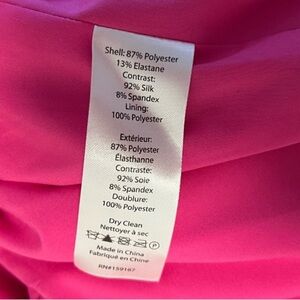 Shell: 87% Polyester
13% Elastane
Contrast:
92% Silk
8% Spandex
Lining:
100% Polyester
Extérieur:
87% Polyester
Élasthanne
Contraste:
92% Soie
8% Spandex
Doublure:
100% Polyester
Dry Clean
Nettoyer à sec
Made in China
Fabriqué en Chine
RN#159167